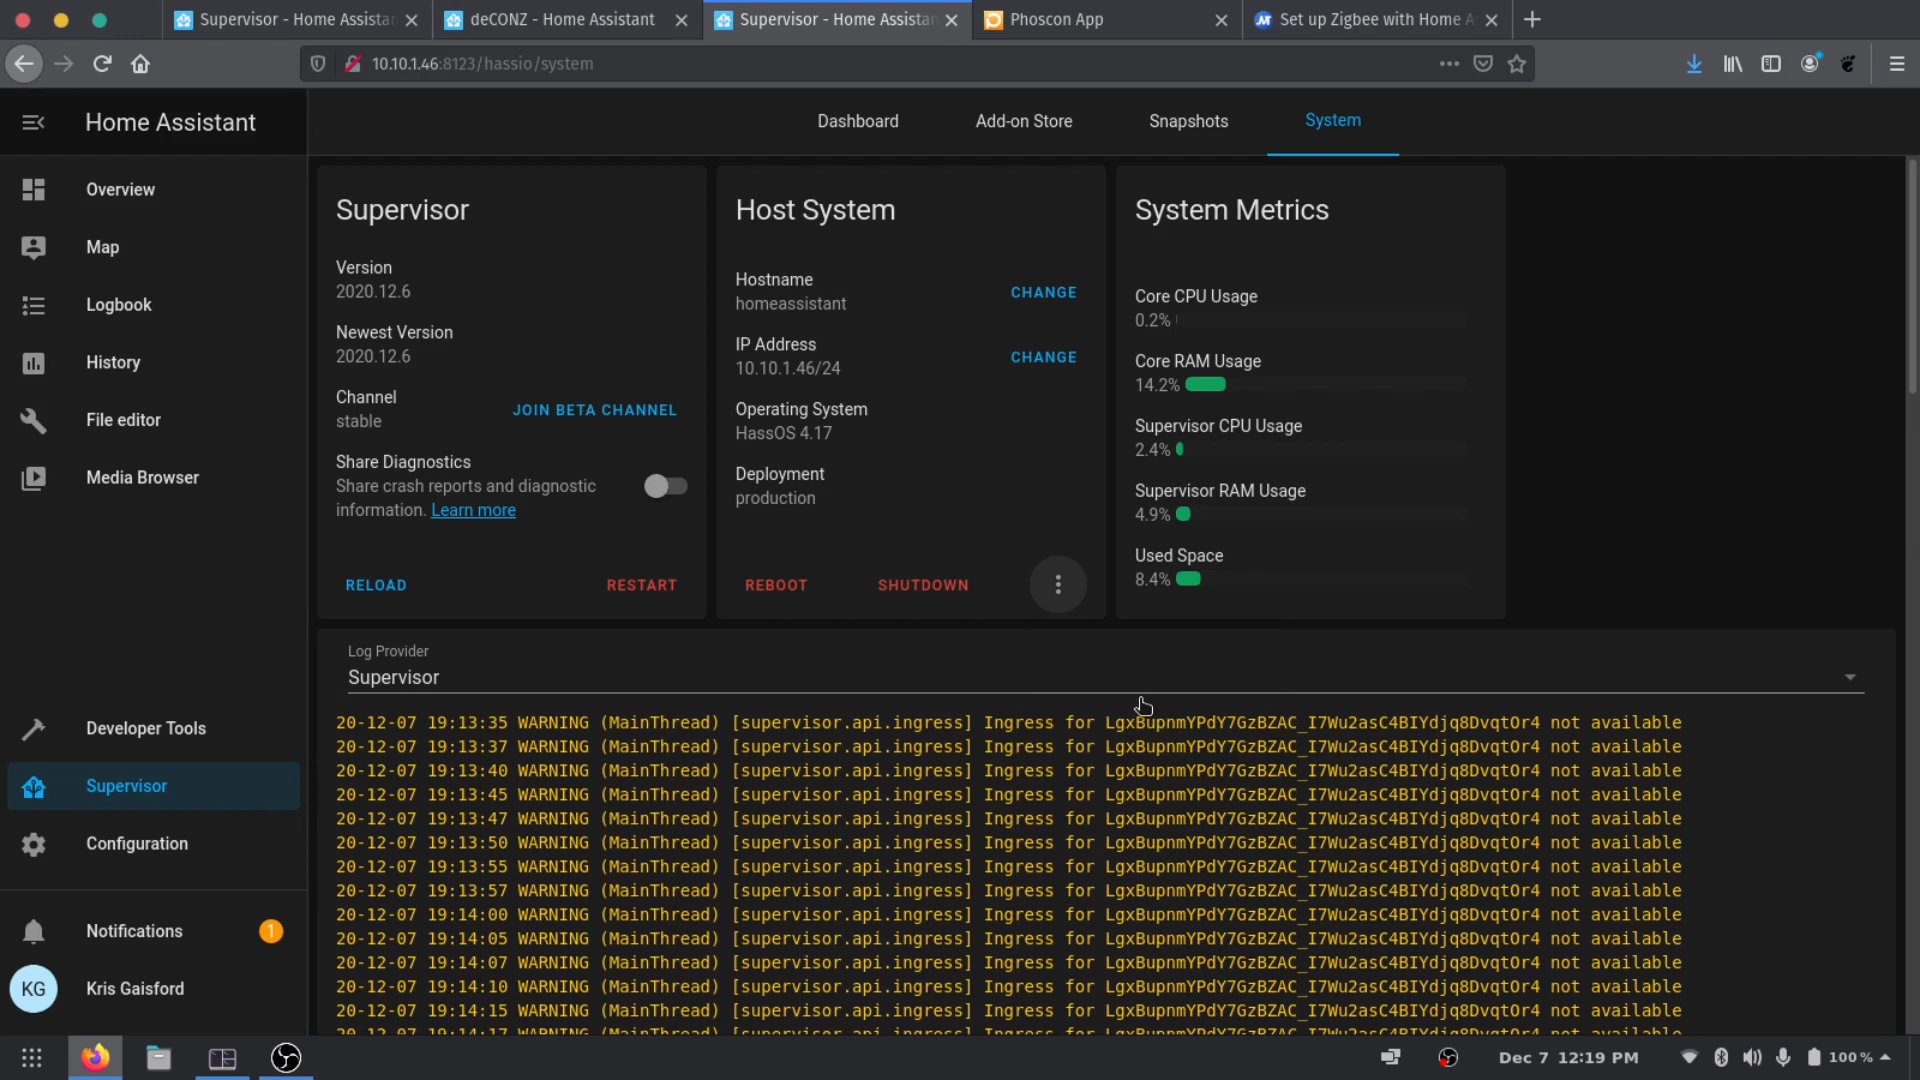 Supervisor - Home Assistan
deCONZ - Home Assistant
Supervisor - Home Assistan
Phoscon App
Set up Zigbee with Home A
10.10.1.46:8123/hassio/system
Home Assistant
Dashboard
Add-on Store
Snapshots
System
Overview
Map
Logbook
History
File editor
Media Browser
Developer Tools
Supervisor
Configuration
Notifications
1
KG
Kris Gaisford
Supervisor
Version
2020.12.6
Newest Version
2020.12.6
Channel
stable
JOIN BETA CHANNEL
Share Diagnostics
Share crash reports and diagnostic
information. Learn more
RELOAD
RESTART
Host System
Hostname
homeassistant
CHANGE
IP Address
10.10.1.46/24
CHANGE
Operating System
HassOS 4.17
Deployment
production
REBOOT
SHUTDOWN
System Metrics
Core CPU Usage
0.2%
Core RAM Usage
14.2%
Supervisor CPU Usage
2.4%
Supervisor RAM Usage
4.9%
Used Space
8.4%
Log Provider
Supervisor
20-12-07 19:13:35 WARNING (MainThread) [supervisor.api.ingress] Ingress for LgxBupnmYPdY7GzBZAC_I7Wu2asC4BIYdjq8DvqtOr4 not available
20-12-07 19:13:37 WARNING (MainThread) [supervisor.api.ingress] Ingress for LgxBupnmYPdY7GzBZAC_I7Wu2asC4BIYdjq8DvqtOr4 not available
20-12-07 19:13:40 WARNING (MainThread) [supervisor.api.ingress] Ingress for LgxBupnmYPdY7GzBZAC_I7Wu2asC4BIYdjq8DvqtOr4 not available
20-12-07 19:13:45 WARNING (MainThread) [supervisor.api.ingress] Ingress for LgxBupnmYPdY7GzBZAC_I7Wu2asC4BIYdjq8DvqtOr4 not available
20-12-07 19:13:47 WARNING (MainThread) [supervisor.api.ingress] Ingress for LgxBupnmYPdY7GzBZAC_I7Wu2asC4BIYdjq8DvqtOr4 not available
20-12-07 19:13:50 WARNING (MainThread) [supervisor.api.ingress] Ingress for LgxBupnmYPdY7GzBZAC_I7Wu2asC4BIYdjq8DvqtOr4 not available
20-12-07 19:13:55 WARNING (MainThread) [supervisor.api.ingress] Ingress for LgxBupnmYPdY7GzBZAC_I7Wu2asC4BIYdjq8DvqtOr4 not available
20-12-07 19:13:57 WARNING (MainThread) [supervisor.api.ingress] Ingress for LgxBupnmYPdY7GzBZAC_I7Wu2asC4BIYdjq8DvqtOr4 not available
20-12-07 19:14:00 WARNING (MainThread) [supervisor.api.ingress] Ingress for LgxBupnmYPdY7GzBZAC_I7Wu2asC4BIYdjq8DvqtOr4 not available
20-12-07 19:14:05 WARNING (MainThread) [supervisor.api.ingress] Ingress for LgxBupnmYPdY7GzBZAC_I7Wu2asC4BIYdjq8DvqtOr4 not available
20-12-07 19:14:07 WARNING (MainThread) [supervisor.api.ingress] Ingress for LgxBupnmYPdY7GzBZAC_I7Wu2asC4BIYdjq8DvqtOr4 not available
20-12-07 19:14:10 WARNING (MainThread) [supervisor.api.ingress] Ingress for LgxBupnmYPdY7GzBZAC_I7Wu2asC4BIYdjq8DvqtOr4 not available
20-12-07 19:14:15 WARNING (MainThread) [supervisor.api.ingress] Ingress for LgxBupnmYPdY7GzBZAC_I7Wu2asC4BIYdjq8DvqtOr4 not available
20-12-07 19:14:17 WARNING (MainThread) [supervisor.api.ingress] Ingress for LgxBupnmYPdY7GzBZAC_I7Wu2asC4BIYdjq8DvqtOr4 not available
Dec 7 12:19 PM
100%